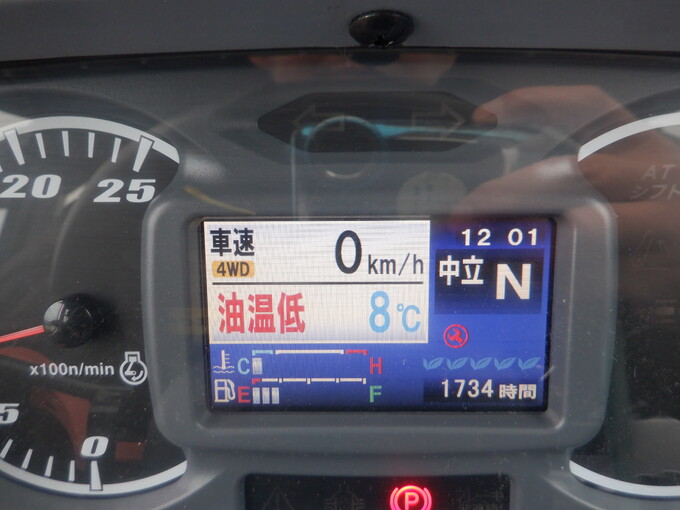 20
25
x100n/min
5
0
車速
4WD
0 km/h
12 01
中立 N
油温低 8℃
C H
E F
1734 時間
AT
シフト
P